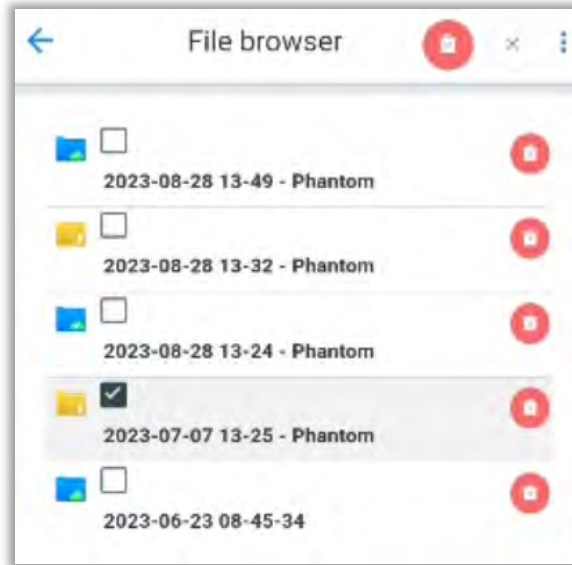 File browser
2023-08-28 13-49 - Phantom
2023-08-28 13-32 - Phantom
2023-08-28 13-24 - Phantom
2023-07-07 13-25 - Phantom
2023-06-23 08-45-34